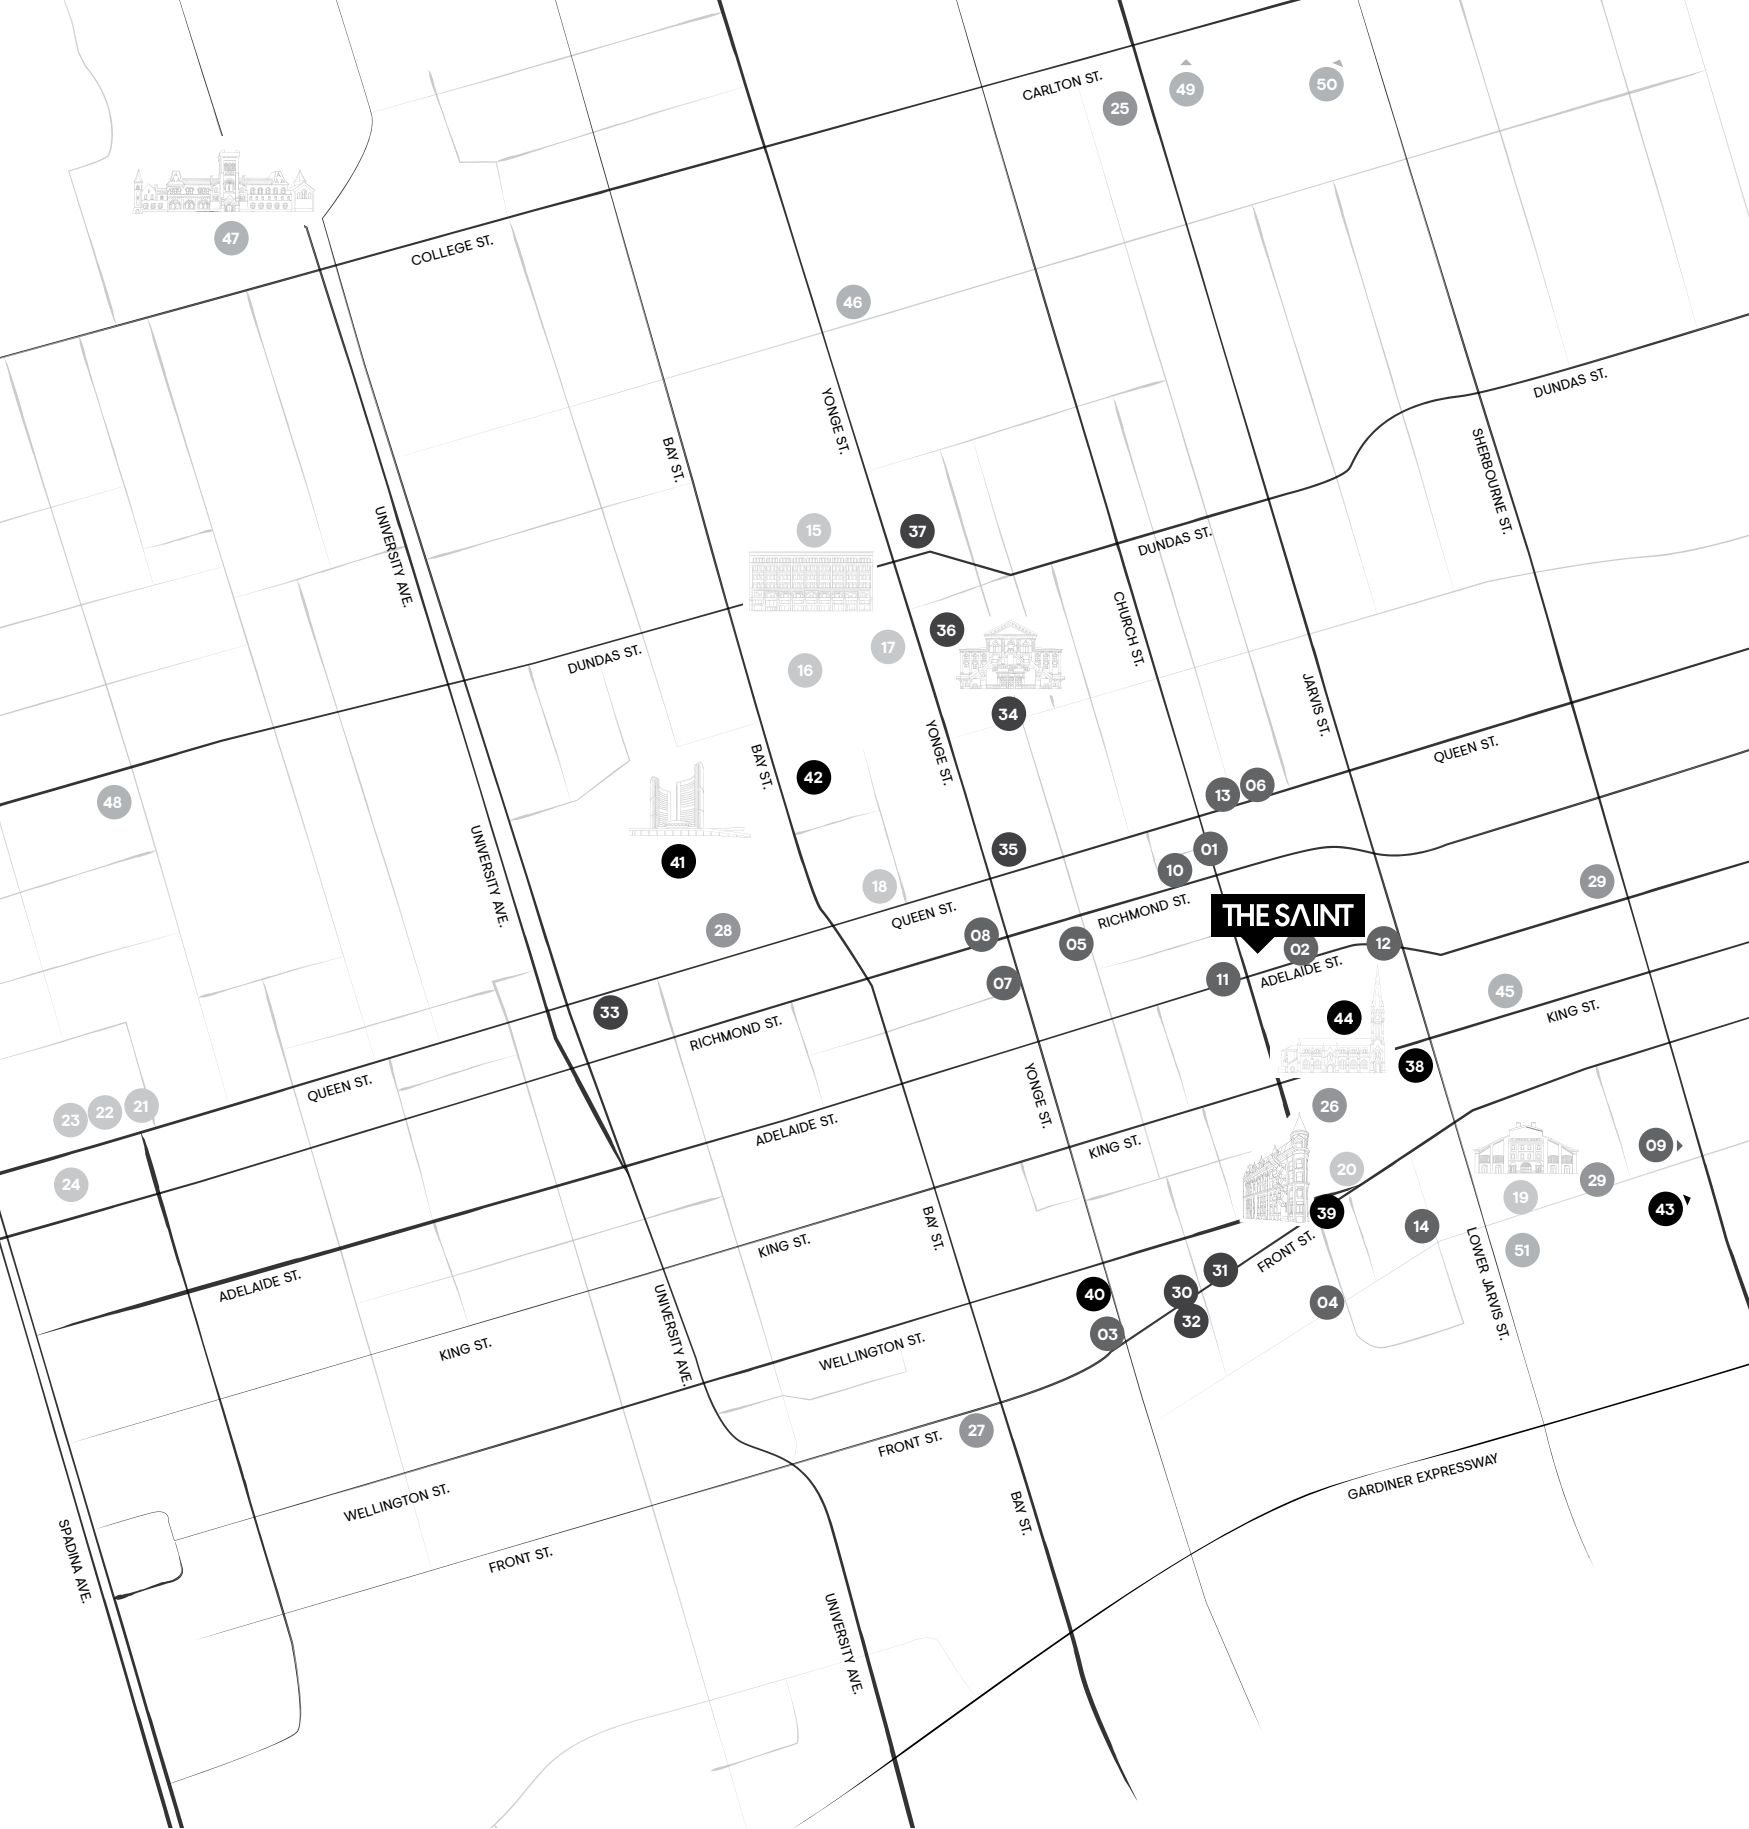 CARLTON ST.
49
50
25
47
COLLEGE ST.
46
DUNDAS ST.
YONGE ST.
BAY ST.
SHERBOURNE ST.
UNIVERSITY AVE.
15
37
DUNDAS ST.
CHURCH ST.
36
17
DUNDAS ST.
16
34
JARVIS ST.
YONGE ST.
BAY ST.
42
QUEEN ST.
06
13
48
UNIVERSITY AVE.
41
35
01
10
18
29
RICHMOND ST.
QUEEN ST.
THE SAINT
28
08
05
12
02
ADELAIDE ST.
11
07
45
33
RICHMOND ST.
44
KING ST.
38
YONGE ST.
QUEEN ST.
26
21
22
23
ADELAIDE ST.
KING ST.
09
20
29
24
19
43
39
14
BAY ST.
KING ST.
FRONT ST.
51
LOWER JARVIS ST.
31
ADELAIDE ST.
40
30
04
32
03
UNIVERSITY AVE.
KING ST.
WELLINGTON ST.
27
FRONT ST.
GARDINER EXPRESSWAY
WELLINGTON ST.
BAY ST.
SPADINA AVE.
FRONT ST.
UNIVERSITY AVE.